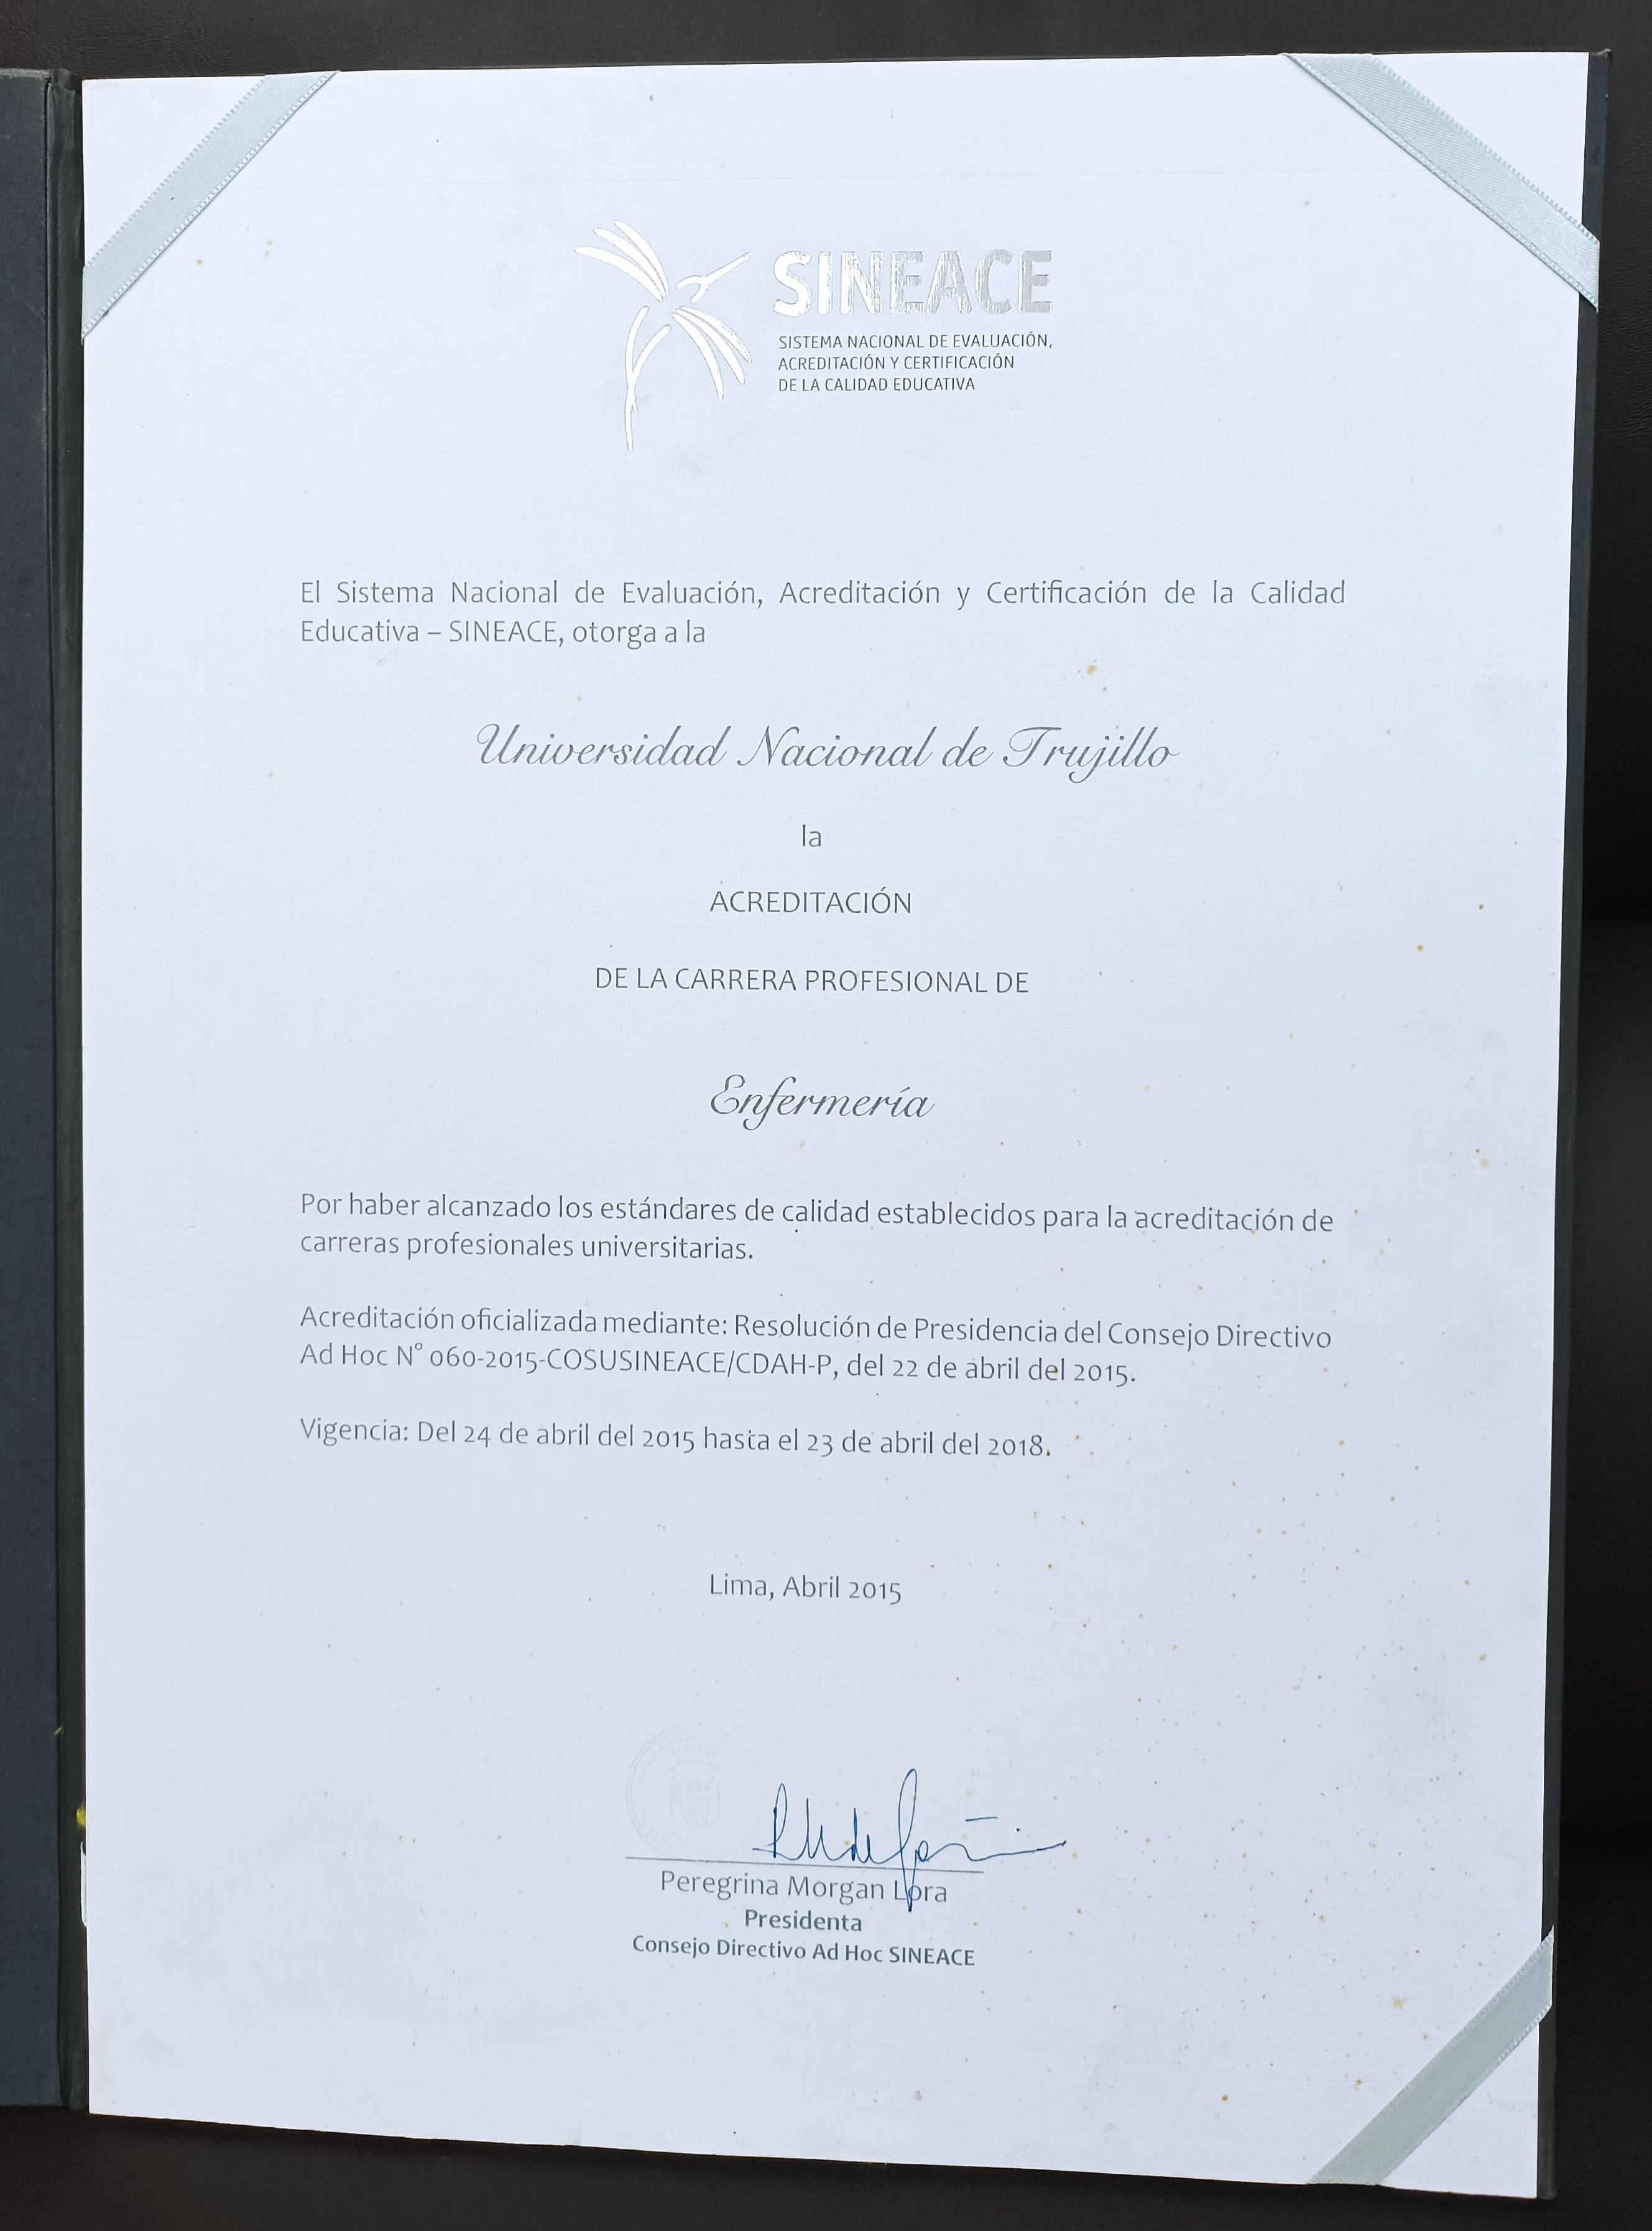 SINEACE
SISTEMA NACIONAL DE EVALUACIÓN,
ACREDITACIÓN Y CERTIFICACIÓN
DE LA CALIDAD EDUCATIVA
El Sistema Nacional de Evaluación, Acreditación y Certificación de la Calidad
Educativa – SINEACE, otorga a la
Universidad Nacional de Trujillo
la
ACREDITACIÓN
DE LA CARRERA PROFESIONAL DE
Enfermería
Por haber alcanzado los estándares de calidad establecidos para la acreditación de
carreras profesionales universitarias.
Acreditación oficializada mediante: Resolución de Presidencia del Consejo Directivo
Ad Hoc N° 060-2015-COSUSINEACE/CDAH-P, del 22 de abril del 2015.
Vigencia: Del 24 de abril del 2015 hasta el 23 de abril del 2018.
Lima, Abril 2015
Peregrina Morgan Lora
Presidenta
Consejo Directivo Ad Hoc SINEACE